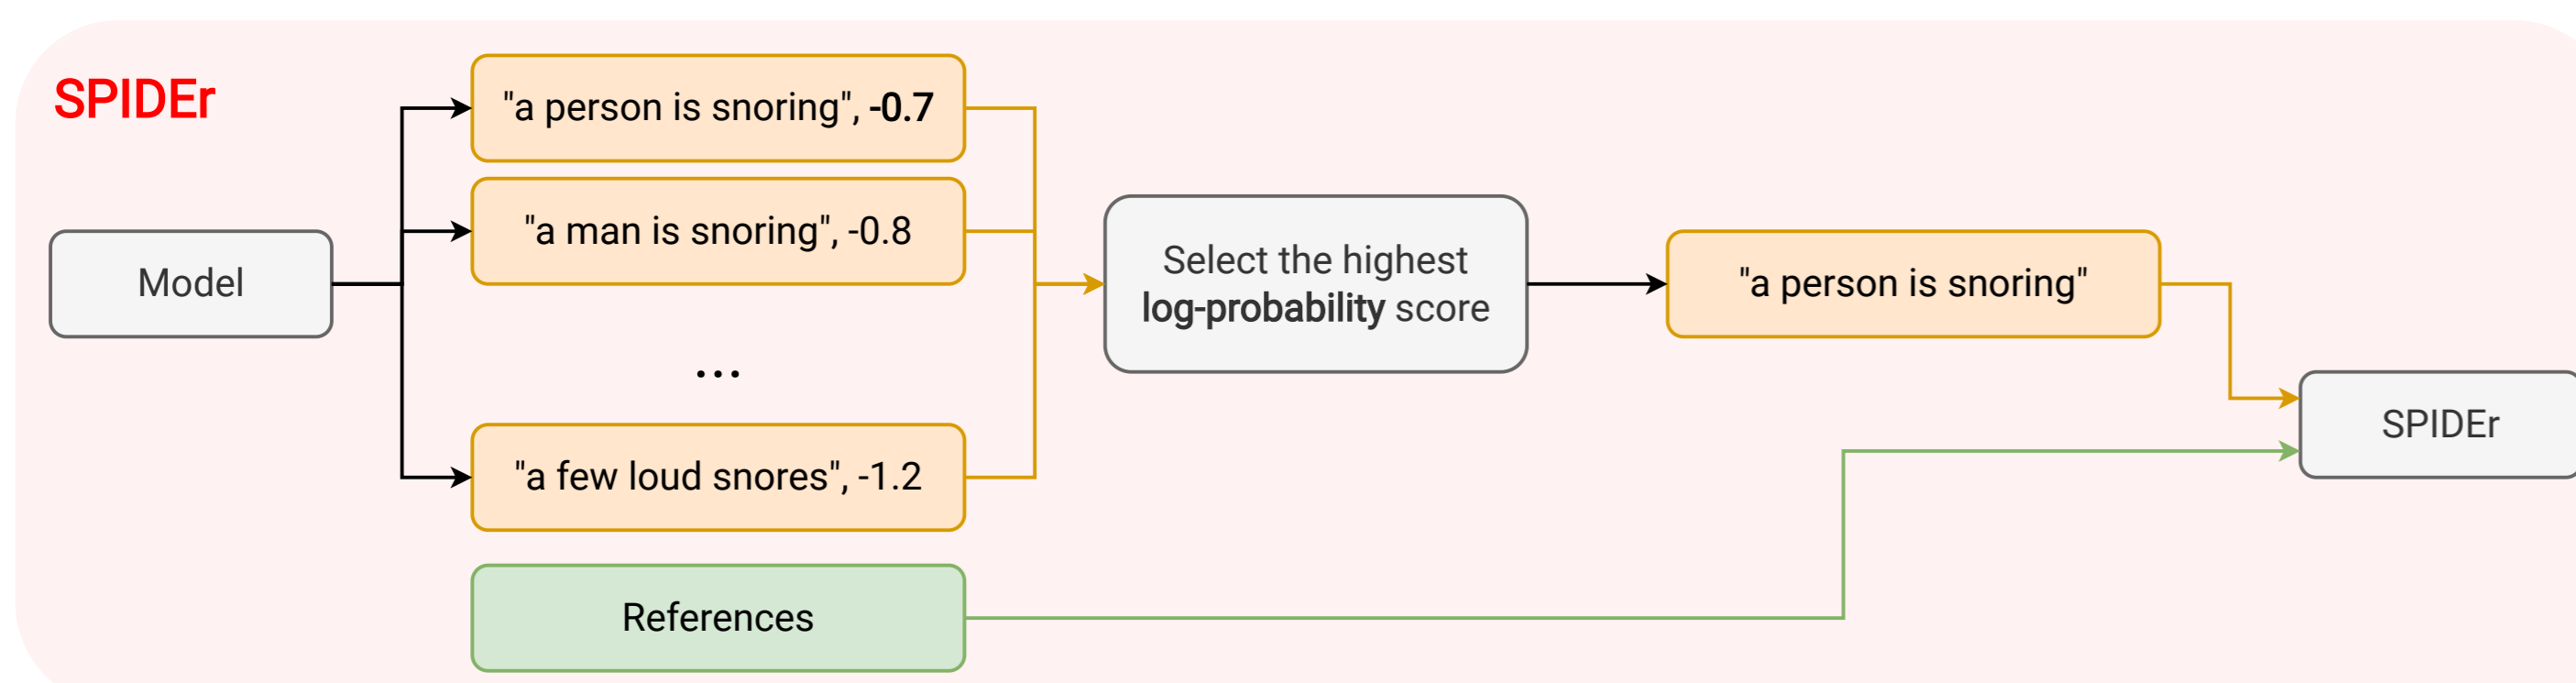 SPIDEr
"a person is snoring", -0.7
"a man is snoring", -0.8
Model
...
"a few loud snores", -1.2
References
Select the highest
log-probability score
"a person is snoring"
SPIDEr